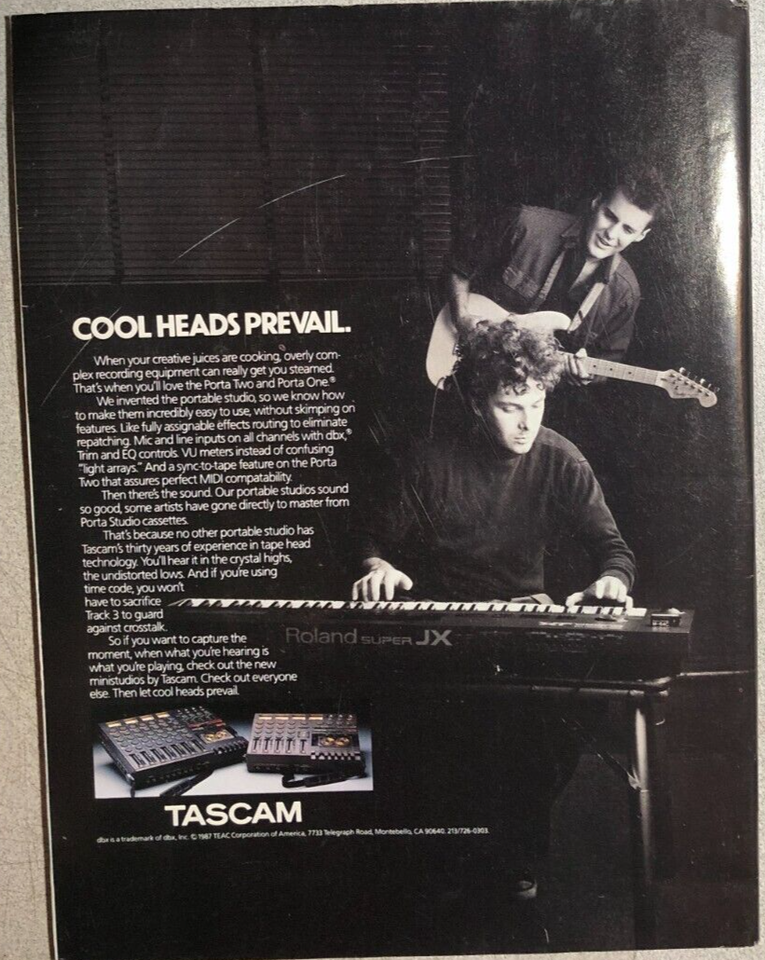 COOL HEADS PREVAIL.
When your creative juices are cooking, overly com-
plex recording equipment can really get you steamed.
That's when you'll love the Porta Two and Porta One.®
We invented the portable studio, so we know how
to make them incredibly easy to use, without skimping on
features. Like fully assignable effects routing to eliminate
repatching. Mic and line inputs on all channels with dbx,®
Trim and EQ controls. VU meters instead of confusing
"light arrays." And a sync-to-tape feature on the Porta
Two that assures perfect MIDI compatability.
Then there's the sound. Our portable studios sound
so good, some artists have gone directly to master from
Porta Studio cassettes.
That's because no other portable studio has
Tascam's thirty years of experience in tape head
technology. You'll hear it in the crystal highs,
the undistorted lows. And if you're using
time code, you won't
have to sacrifice
Track 3 to guard
against crosstalk.
So if you want to capture the
moment, when what you're hearing is
what you're playing, check out the new
ministudios by Tascam. Check out everyone
else. Then let cool heads prevail.
Roland SUPER JX
TASCAM
dbx is a trademark of dbx, Inc. © 1987 TEAC Corporation of America, 7733 Telegraph Road, Montebello, CA 90640. 213/726-0303.